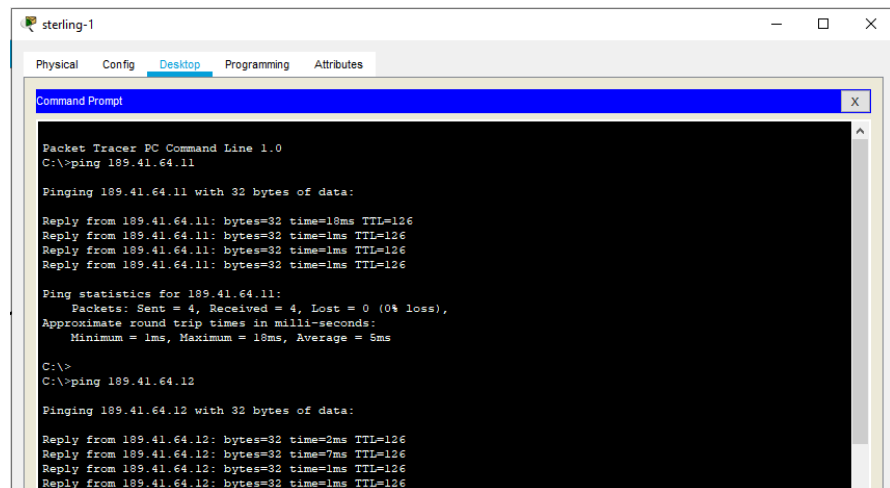 sterling-1
Physical Config Desktop Programming Attributes
Command Prompt X
Packet Tracer PC Command Line 1.0
C:\>ping 189.41.64.11
Pinging 189.41.64.11 with 32 bytes of data:
Reply from 189.41.64.11: bytes=32 time=18ms TTL=126
Reply from 189.41.64.11: bytes=32 time=1ms TTL=126
Reply from 189.41.64.11: bytes=32 time=1ms TTL=126
Reply from 189.41.64.11: bytes=32 time=1ms TTL=126
Ping statistics for 189.41.64.11:
Packets: Sent = 4, Received = 4, Lost = 0 (0% loss),
Approximate round trip times in milli-seconds:
Minimum = 1ms, Maximum = 18ms, Average = 5ms
C:\>
C:\>ping 189.41.64.12
Pinging 189.41.64.12 with 32 bytes of data:
Reply from 189.41.64.12: bytes=32 time=2ms TTL=126
Reply from 189.41.64.12: bytes=32 time=7ms TTL=126
Reply from 189.41.64.12: bytes=32 time=1ms TTL=126
Reply from 189.41.64.12: bytes=32 time=1ms TTL=126